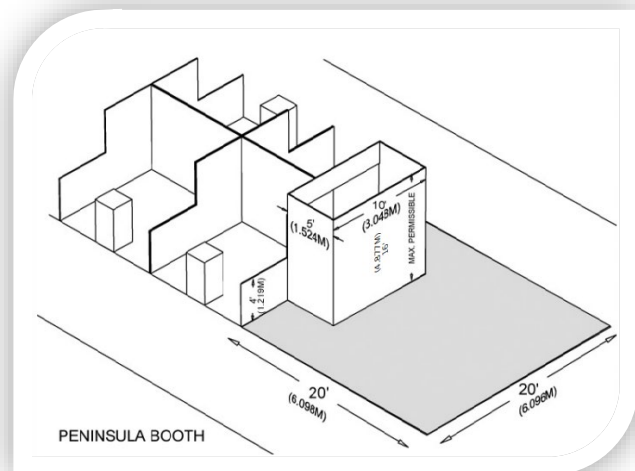 5'
(1.524M)
10'
(3.048M)
(4.877M)
16'
MAX. PERMISSIBLE
4'
(1.219M)
20'
(6.098M)
20'
(6.096M)
PENINSULA BOOTH